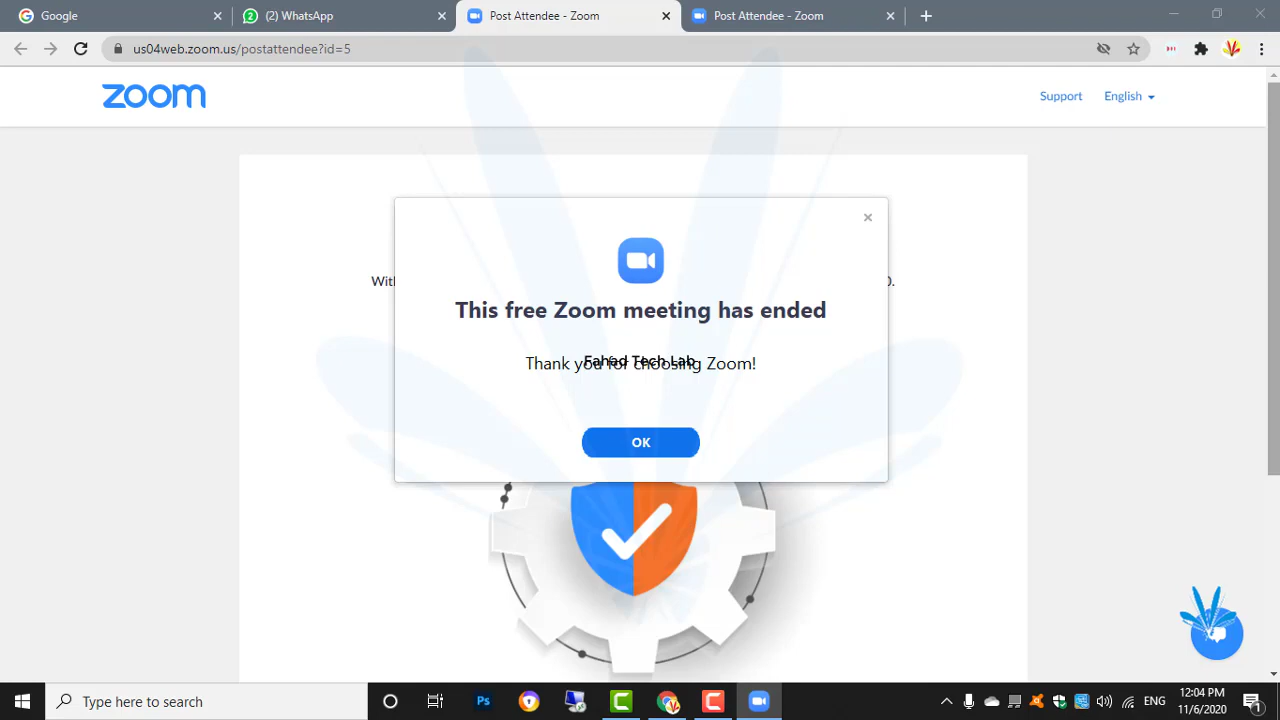 Google
(2) WhatsApp
Post Attendee - Zoom
Post Attendee - Zoom
us04web.zoom.us/postattendee?id=5
zoom
Support
English
This free Zoom meeting has ended
Fahad Tech Lab
Thank you for choosing Zoom!
OK
Type here to search
Ps
ENG
12:04 PM
11/6/2020
1